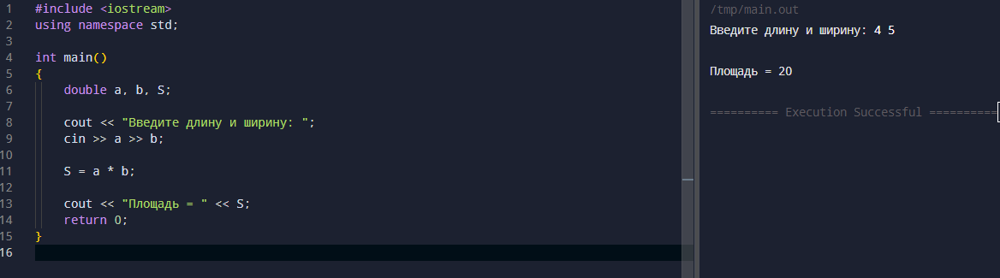 1 #include <iostream>
2 using namespace std;
3
4 int main()
5 {
6 double a, b, S;
7
8 cout << "Введите длину и ширину: ";
9 cin >> a >> b;
10
11 S = a * b;
12
13 cout << "Площадь = " << S;
14 return 0;
15 }
16
/tmp/main.out
Введите длину и ширину: 4 5
Площадь = 20
========== Execution Successful ==========